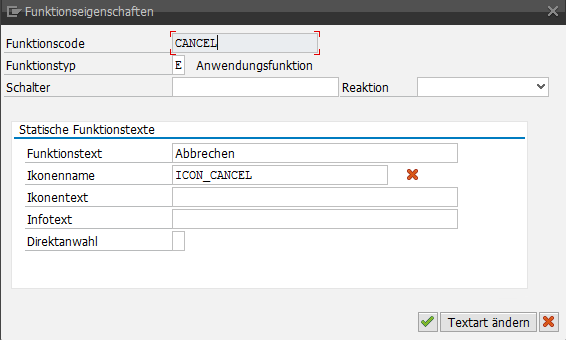 Funktionseigenschaften
Funktionscode CANCEL
Funktionstyp E Anwendungsfunktion
Schalter Reaktion
Statische Funktionstexte
Funktionstext Abbrechen
Ikonenname ICON_CANCEL
Ikonentext
Infotext
Direktanwahl
Textart ändern